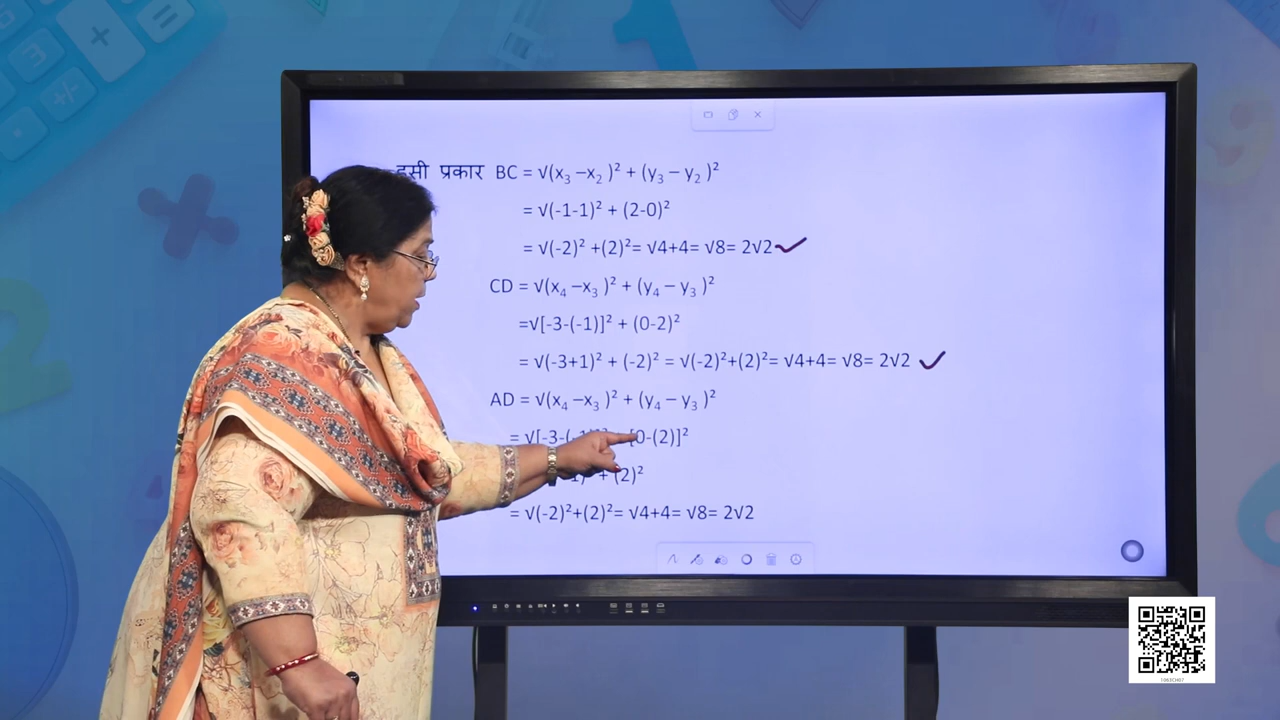 इसी प्रकार BC = √(x₃ –x₂ )² + (y₃ – y₂ )²
= √(-1-1)² + (2-0)²
= √(-2)² +(2)²= √4+4= √8= 2√2
CD = √(x₄ –x₃ )² + (y₄ – y₃ )²
=√[-3-(-1)]² + (0-2)²
= √(-3+1)² + (-2)² = √(-2)²+(2)²= √4+4= √8= 2√2
AD = √(x₄ –x₃ )² + (y₄ – y₃ )²
= √[-3-( [0-(2)]²
+ (2)²
= √(-2)²+(2)²= √4+4= √8= 2√2
1063CH07